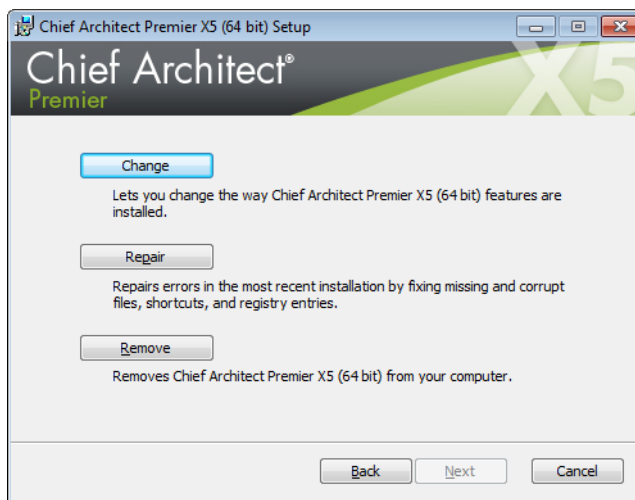 Chief Architect Premier X5 (64 bit) Setup
Chief Architect®
Premier
X5
Change
Lets you change the way Chief Architect Premier X5 (64 bit) features are
installed.
Repair
Repairs errors in the most recent installation by fixing missing and corrupt
files, shortcuts, and registry entries.
Remove
Removes Chief Architect Premier X5 (64 bit) from your computer.
Back
Next
Cancel